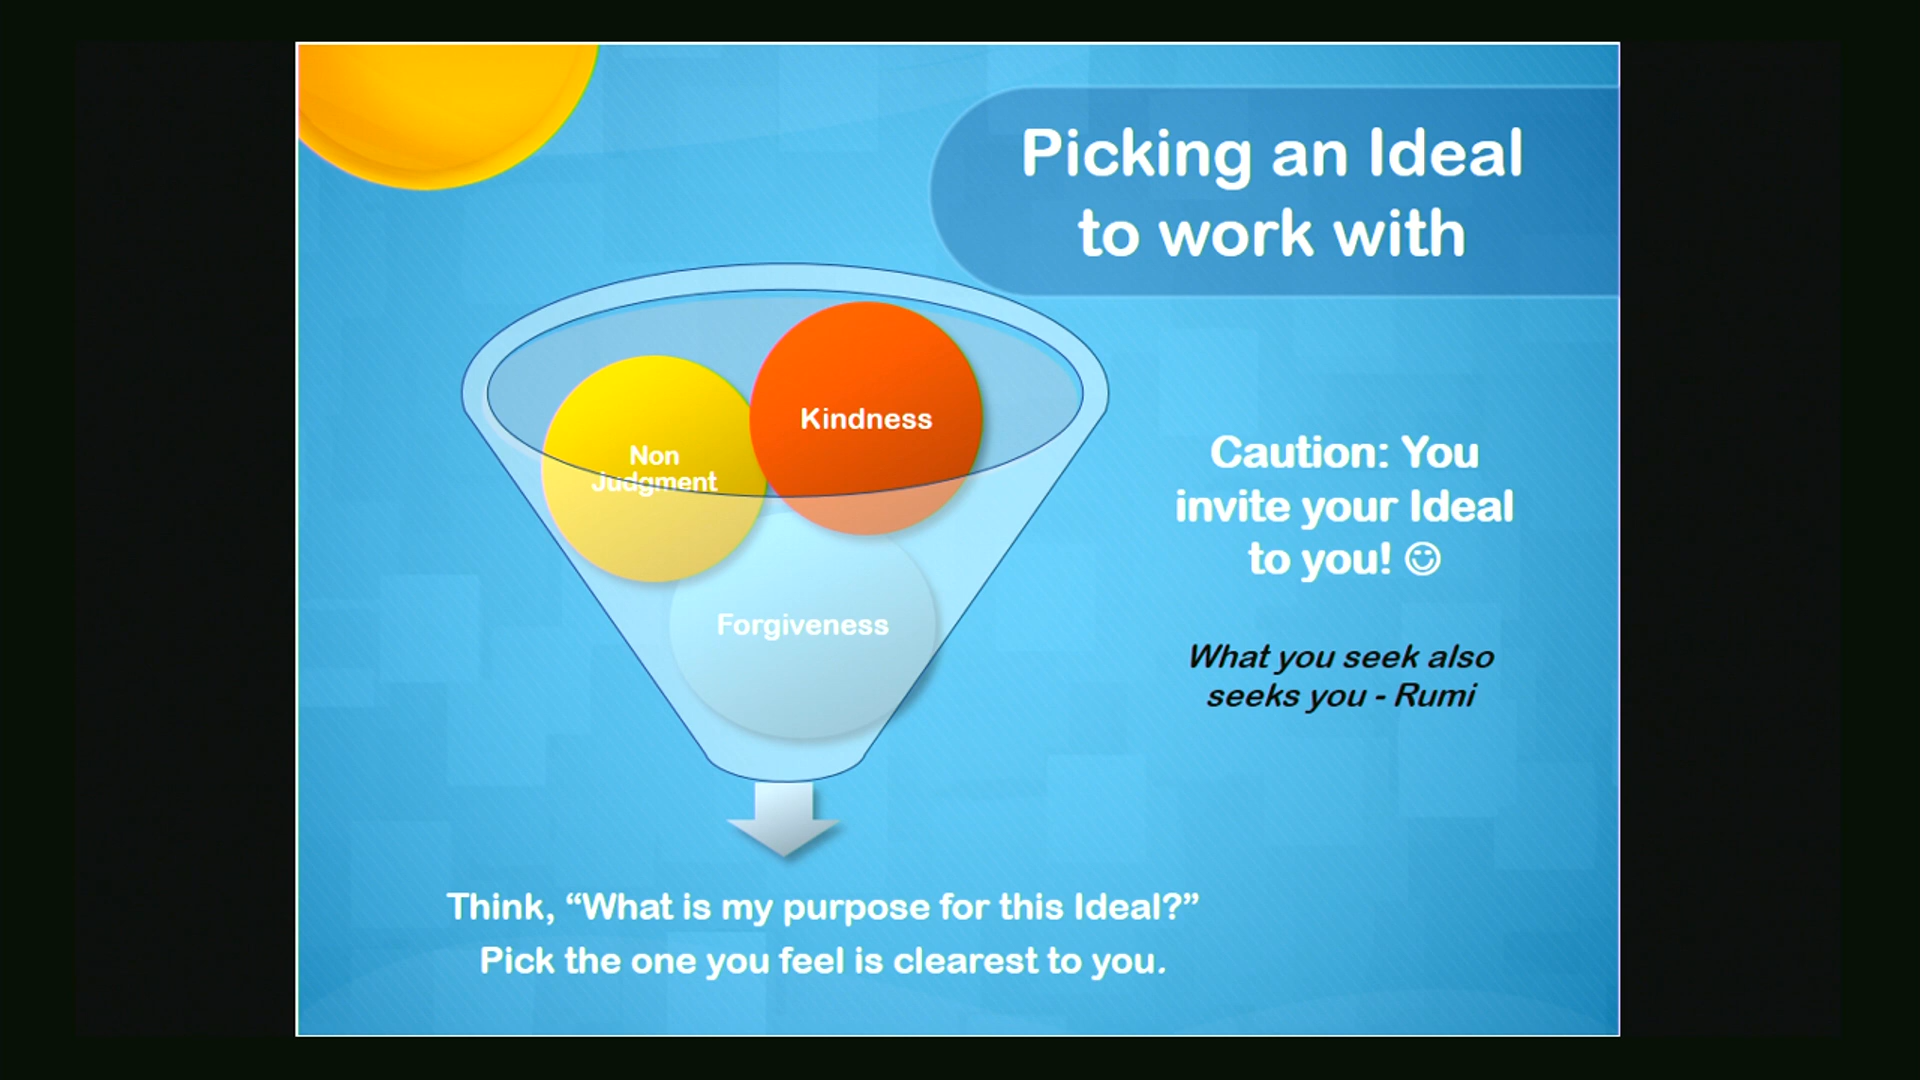 Picking an Ideal
to work with
Kindness
Non
Judgment
Forgiveness
Caution: You
invite your Ideal
to you! ☺
What you seek also
seeks you - Rumi
Think, “What is my purpose for this Ideal?”
Pick the one you feel is clearest to you.